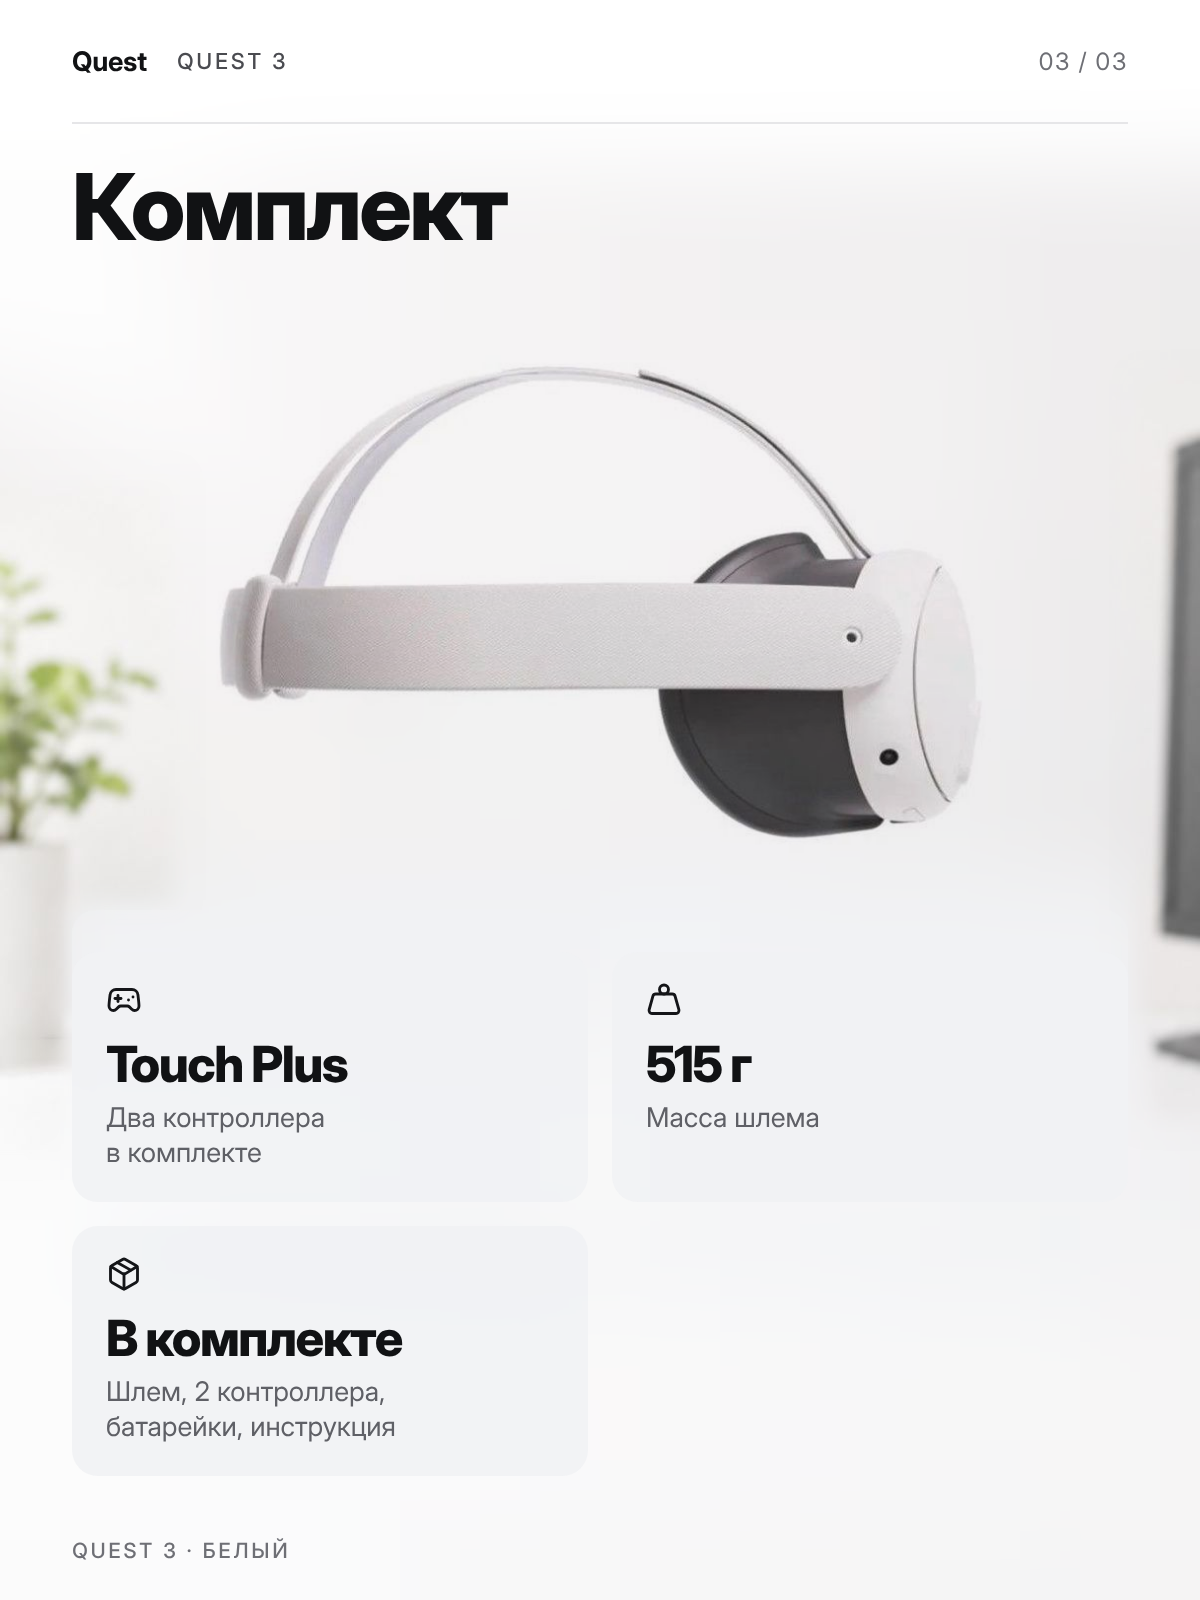 Quest QUEST 3 03 / 03
Комплект
Touch Plus
Два контроллера
в комплекте
515 г
Масса шлема
В комплекте
Шлем, 2 контроллера,
батарейки, инструкция
QUEST 3 · БЕЛЫЙ